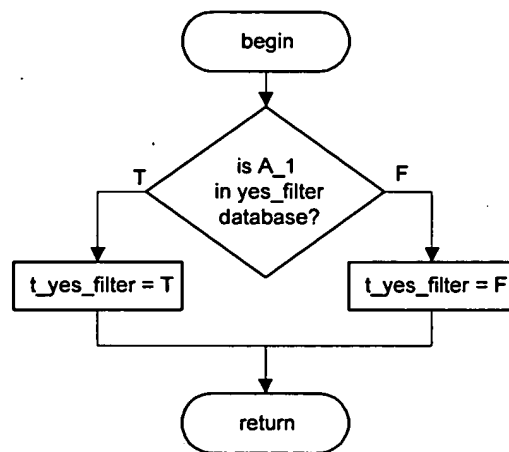 begin
is A_1
in yes_filter
database?
T
F
t_yes_filter = T
t_yes_filter = F
return